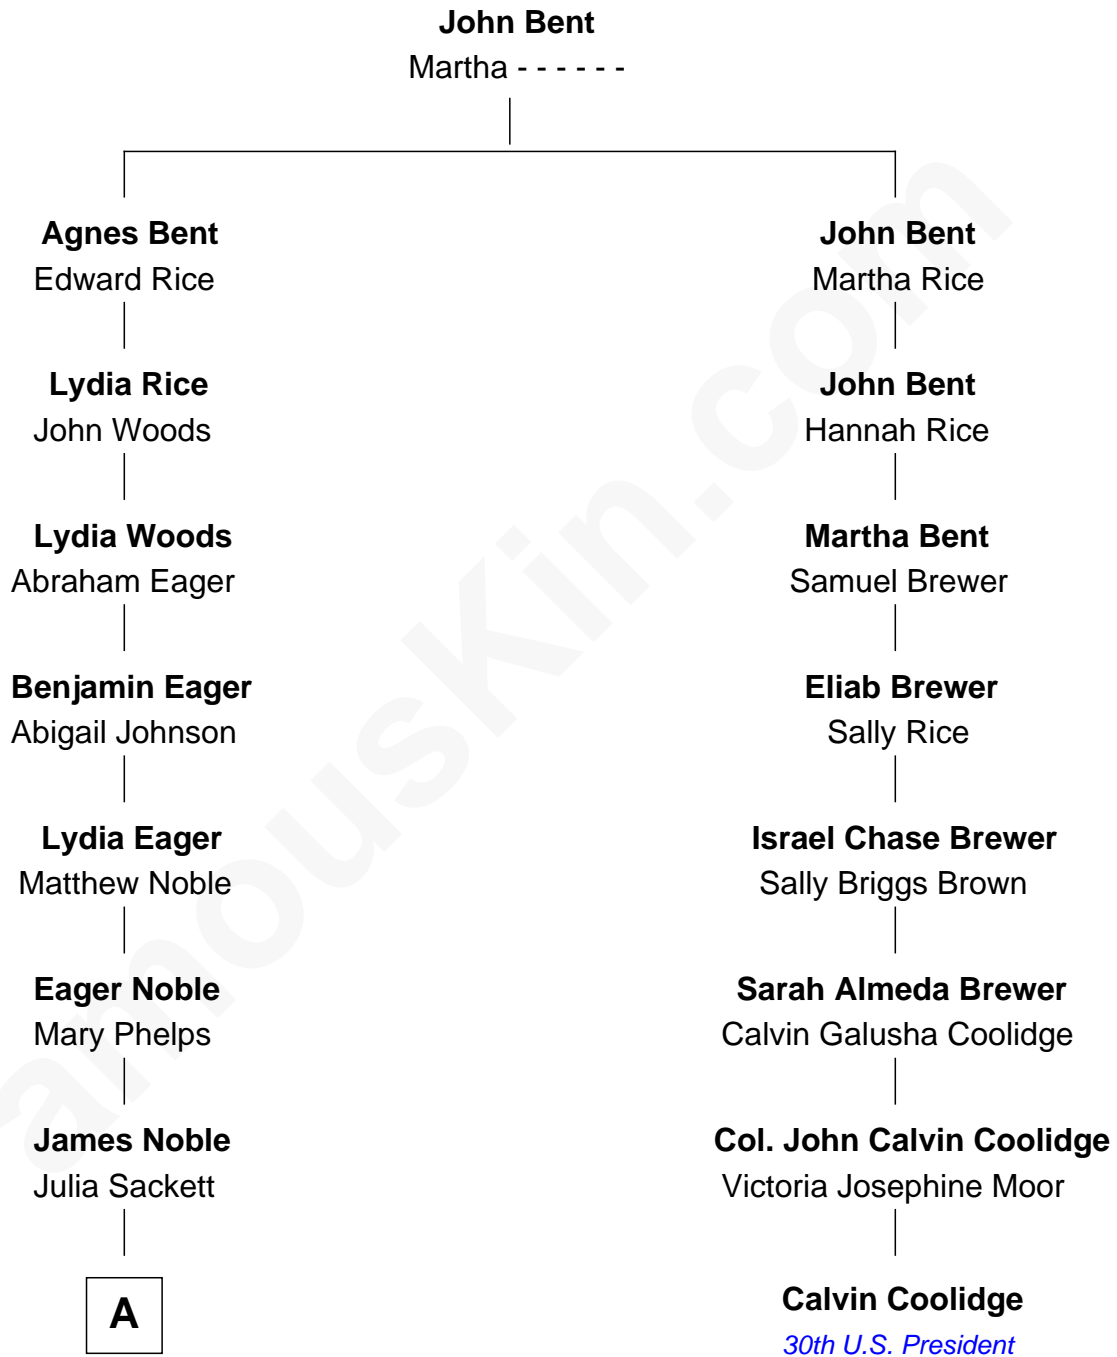 John Bent
Martha - - - - - -
Agnes Bent
Edward Rice
John Bent
Martha Rice
Lydia Rice
John Woods
John Bent
Hannah Rice
Lydia Woods
Abraham Eager
Martha Bent
Samuel Brewer
Benjamin Eager
Abigail Johnson
Eliab Brewer
Sally Rice
Lydia Eager
Matthew Noble
Israel Chase Brewer
Sally Briggs Brown
Eager Noble
Mary Phelps
Sarah Almeda Brewer
Calvin Galusha Coolidge
James Noble
Julia Sackett
Col. John Calvin Coolidge
Victoria Josephine Moor
A
Calvin Coolidge
30th U.S. President
amousKin.com